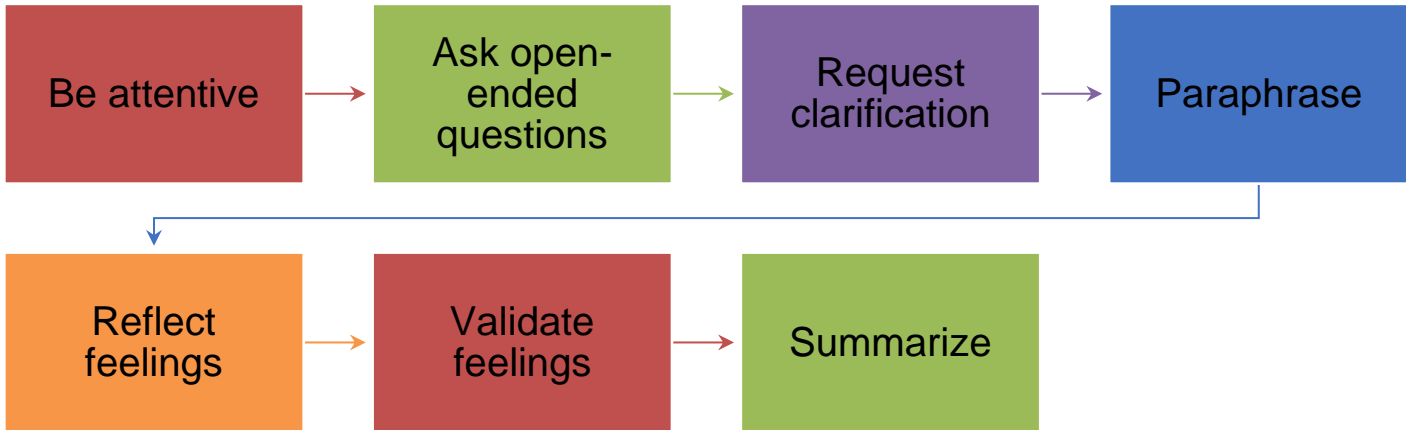 Be attentive
Ask open-
ended
questions
Request
clarification
Paraphrase
Reflect
feelings
Validate
feelings
Summarize